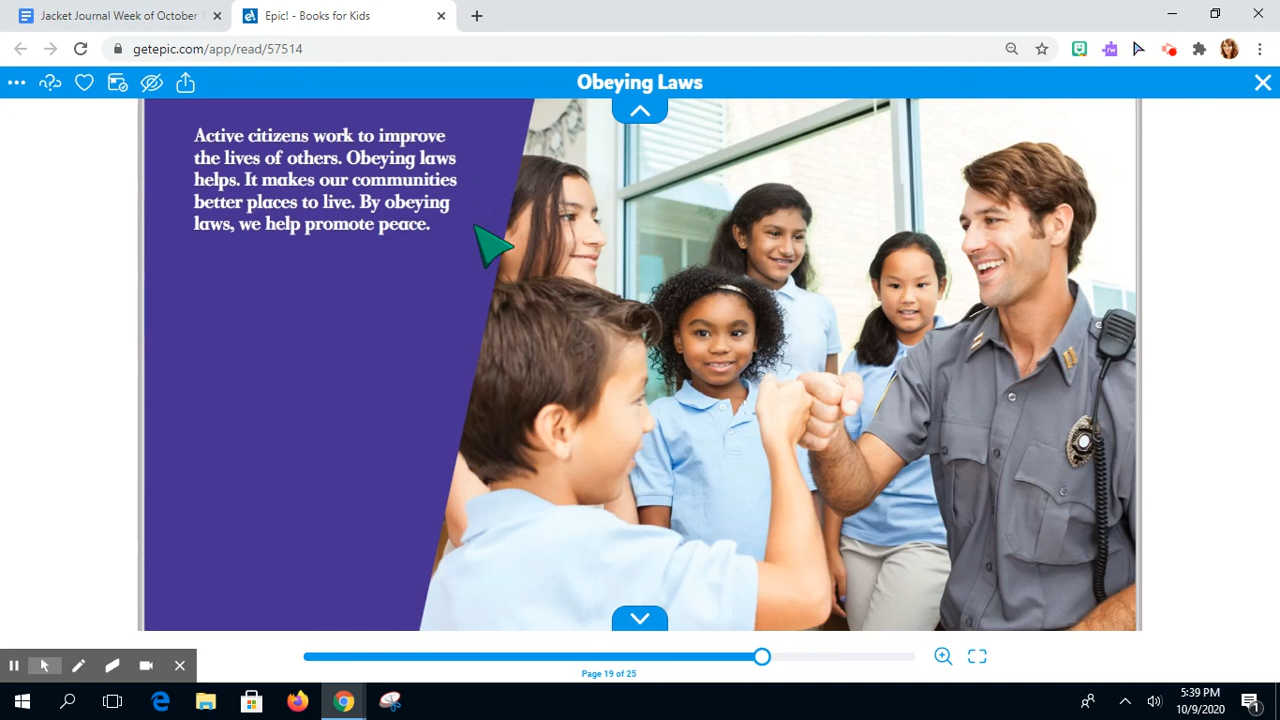 Jacket Journal Week of October
Epic! - Books for Kids
getepic.com/app/read/57514
Obeying Laws
Active citizens work to improve
the lives of others. Obeying laws
helps. It makes our communities
better places to live. By obeying
laws, we help promote peace.
Page 19 of 25
5:39 PM
10/9/2020
1